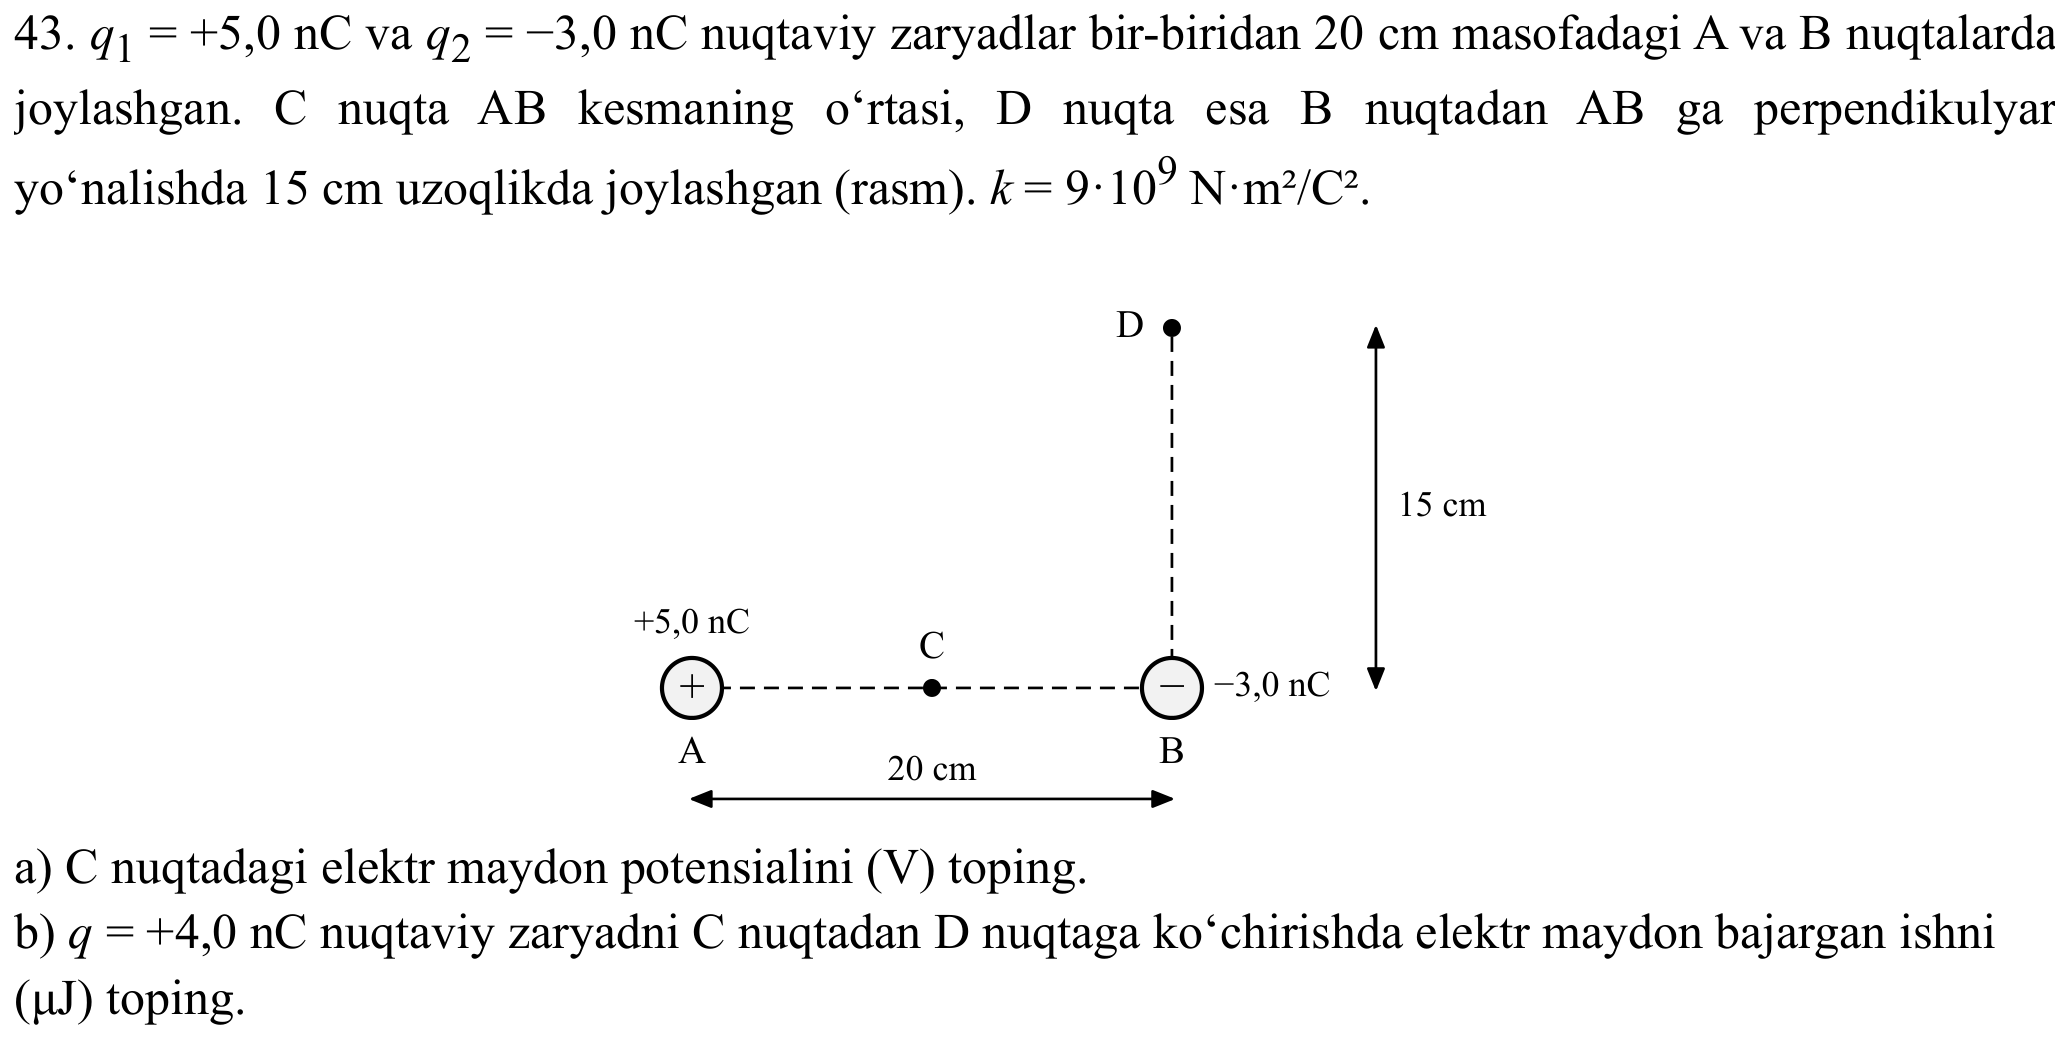 43. q₁ = +5,0 nC va q₂ = −3,0 nC nuqtaviy zaryadlar bir-biridan 20 cm masofadagi A va B nuqtalarda
joylashgan. C nuqta AB kesmaning o‘rtasi, D nuqta esa B nuqtadan AB ga perpendikulyar
yo‘nalishda 15 cm uzoqlikda joylashgan (rasm). k = 9·10⁹ N·m²/C².
D
15 cm
+5,0 nC
C
+
−
−3,0 nC
A
B
20 cm
a) C nuqtadagi elektr maydon potensialini (V) toping.
b) q = +4,0 nC nuqtaviy zaryadni C nuqtadan D nuqtaga ko‘chirishda elektr maydon bajargan ishni
(μJ) toping.